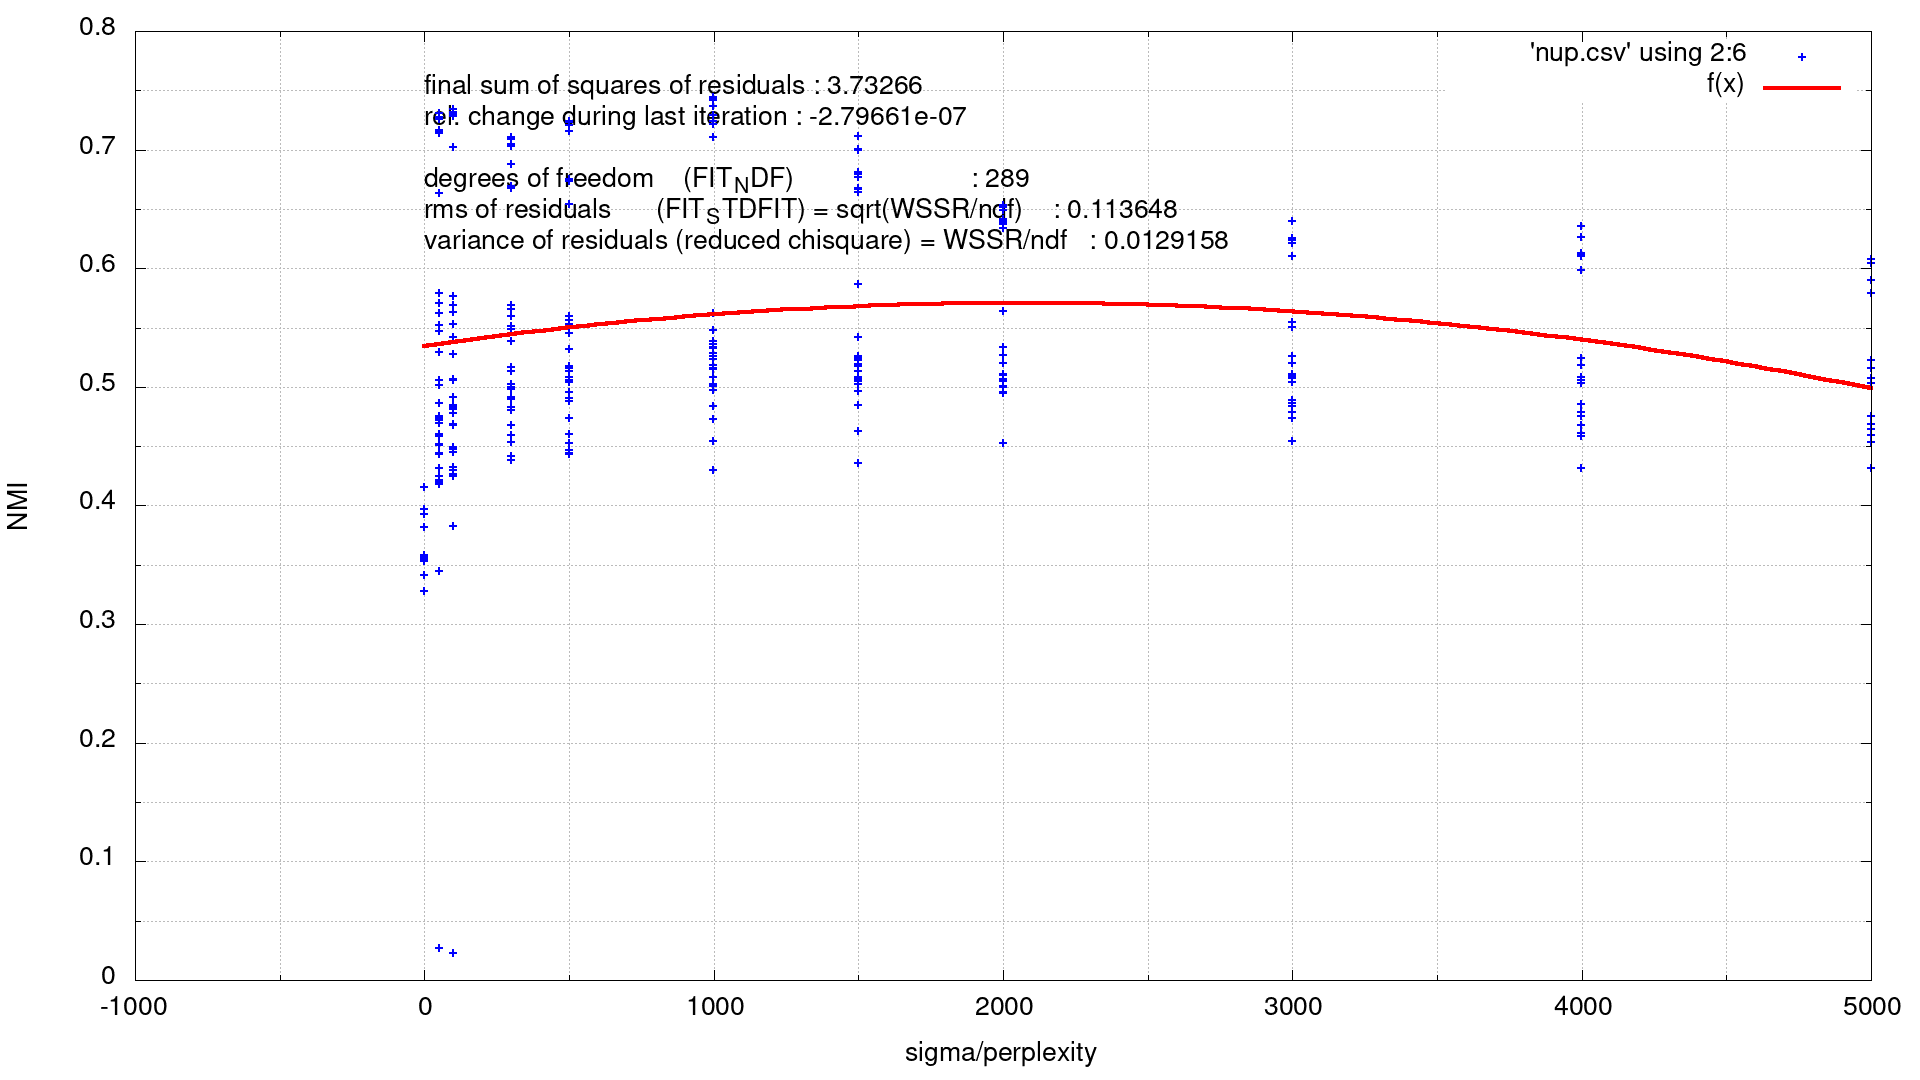 0.8
0.7
0.6
0.5
0.4
0.3
0.2
0.1
0
-1000 0 1000 2000 3000 4000 5000
NMI
sigma/perplexity
'nup.csv' using 2:6
f(x)
final sum of squares of residuals : 3.73266
rel. change during last iteration : -2.79661e-07
degrees of freedom (FIT_NDF) : 289
rms of residuals (FIT_STDFIT) = sqrt(WSSR/ndf) : 0.113648
variance of residuals (reduced chisquare) = WSSR/ndf : 0.0129158